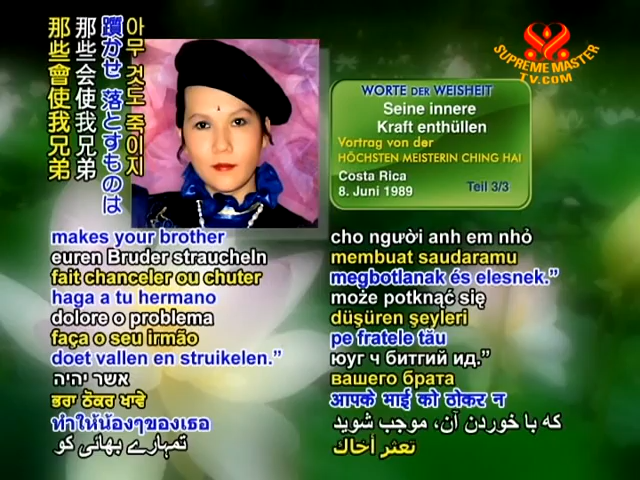 아무 것도 죽이지
躓かせ 落とすものは
那些会使我兄弟
那些會使我兄弟
SUPREME MASTER
TV.COM
WORTE DER WEISHEIT
Seine innere
Kraft enthüllen
Vortrag von der
HÖCHSTEN MEISTERIN CHING HAI
Costa Rica
8. Juni 1989
Teil 3/3
makes your brother
euren Bruder straucheln
fait chanceler ou chuter
haga a tu hermano
dolore o problema
faça o seu irmão
doet vallen en struikelen.”
אשר יהיה
ਭਰਾ ਠੋਕਰ ਖਾਵੇ
ทำให้น้องๆของเธอ
تمہارے بھائی کو
cho người anh em nhỏ
membuat saudaramu
megbotlanak és elesnek.”
może potknąć się
düşüren şeyleri
pe fratele tău
юуг ч битгий ид.”
вашего брата
आपके भाई को ठोकर न
که با خوردن آن، موجب شوید
تعثر أخاك